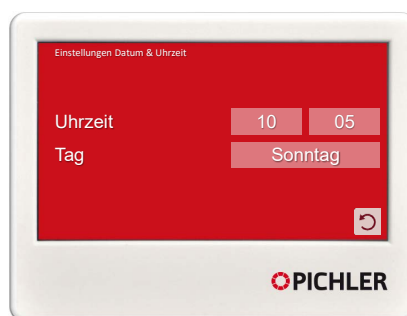 Einstellungen Datum & Uhrzeit
Uhrzeit 10 05
Tag Sonntag
PICHLER